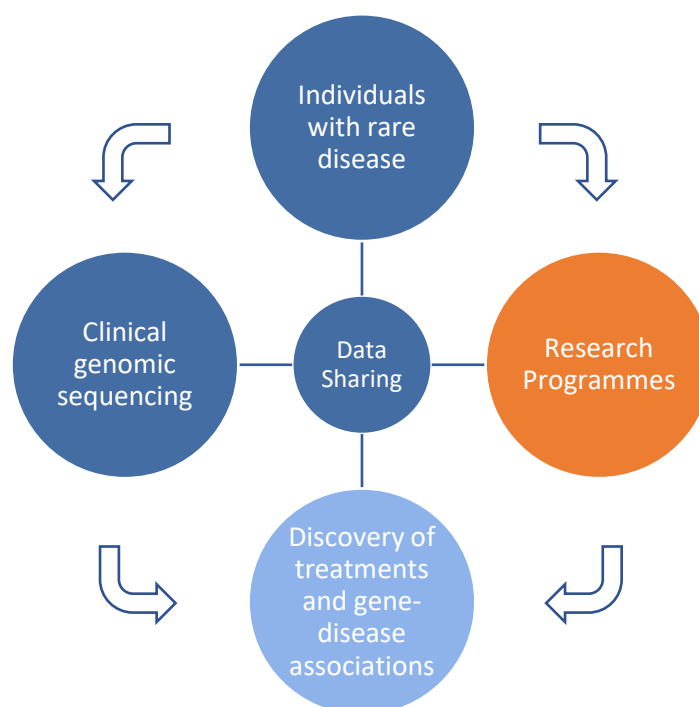 Individuals
with rare
disease
Clinical
genomic
sequencing
Data
Sharing
Research
Programmes
Discovery of
treatments
and gene-
disease
associations